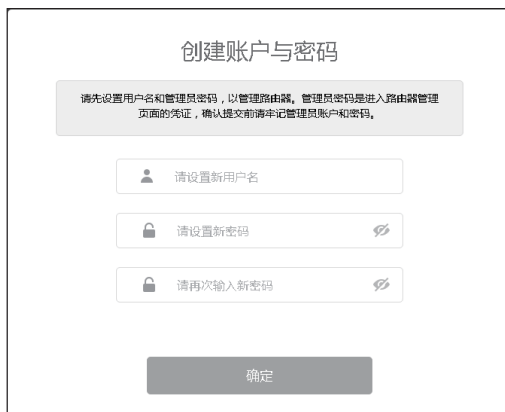 创建账户与密码
请先设置用户名和管理员密码，以管理路由器。管理员密码是进入路由器管理
页面的凭证，确认提交前请牢记管理员账户和密码。
请设置新用户名
请设置新密码
请再次输入新密码
确定